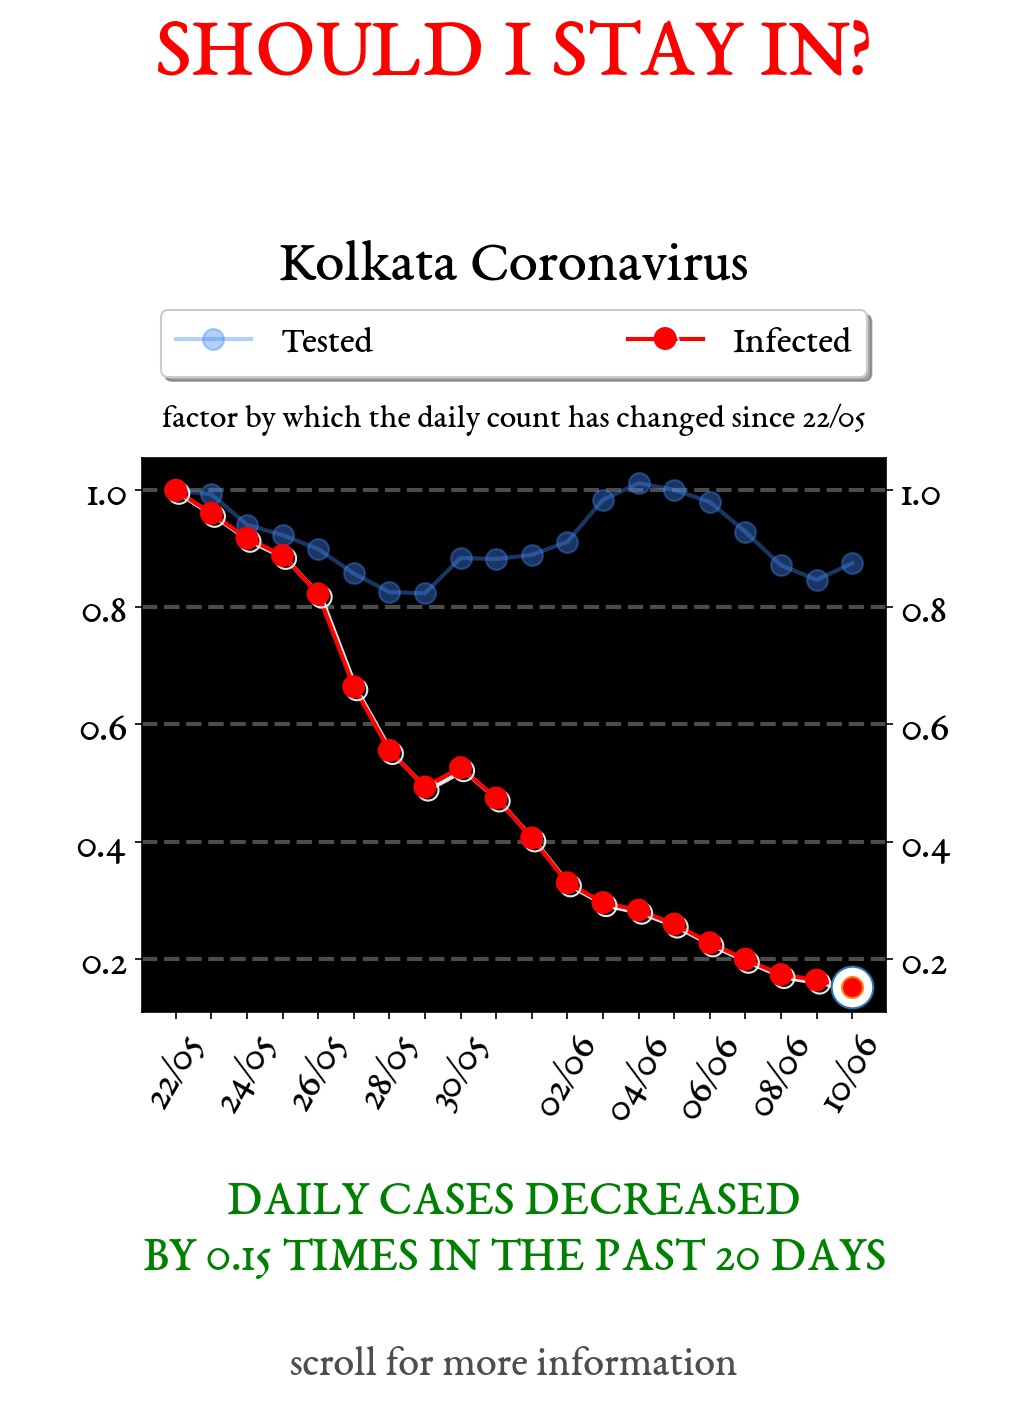 SHOULD I STAY IN?
Kolkata Coronavirus
Tested Infected
factor by which the daily count has changed since 22/05
1.0 1.0
0.8 0.8
0.6 0.6
0.4 0.4
0.2 0.2
22/05 24/05 26/05 28/05 30/05 02/06 04/06 06/06 08/06 10/06
DAILY CASES DECREASED
BY 0.15 TIMES IN THE PAST 20 DAYS
scroll for more information